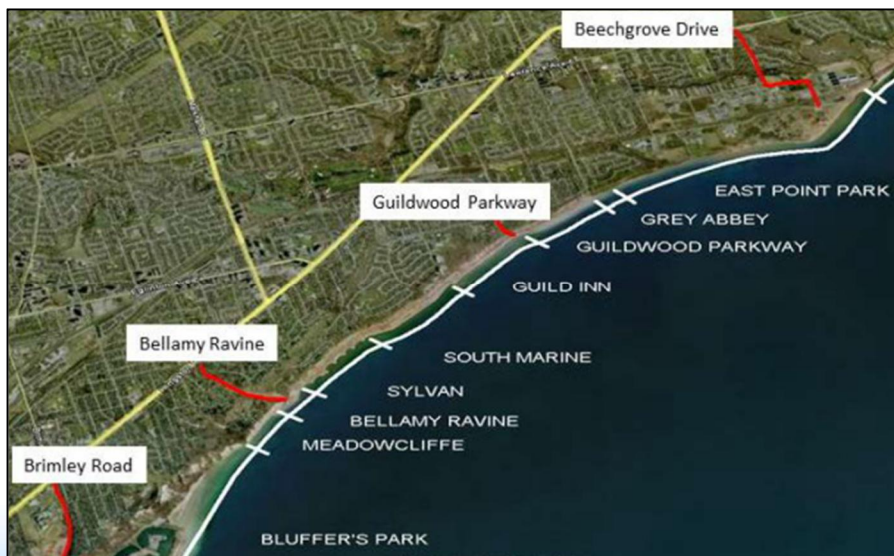 Beechgrove Drive
EAST POINT PARK
Guildwood Parkway
GREY ABBEY
GUILDWOOD PARKWAY
GUILD INN
Bellamy Ravine
SOUTH MARINE
SYLVAN
BELLAMY RAVINE
MEADOWCLIFFE
Brimley Road
BLUFFER'S PARK